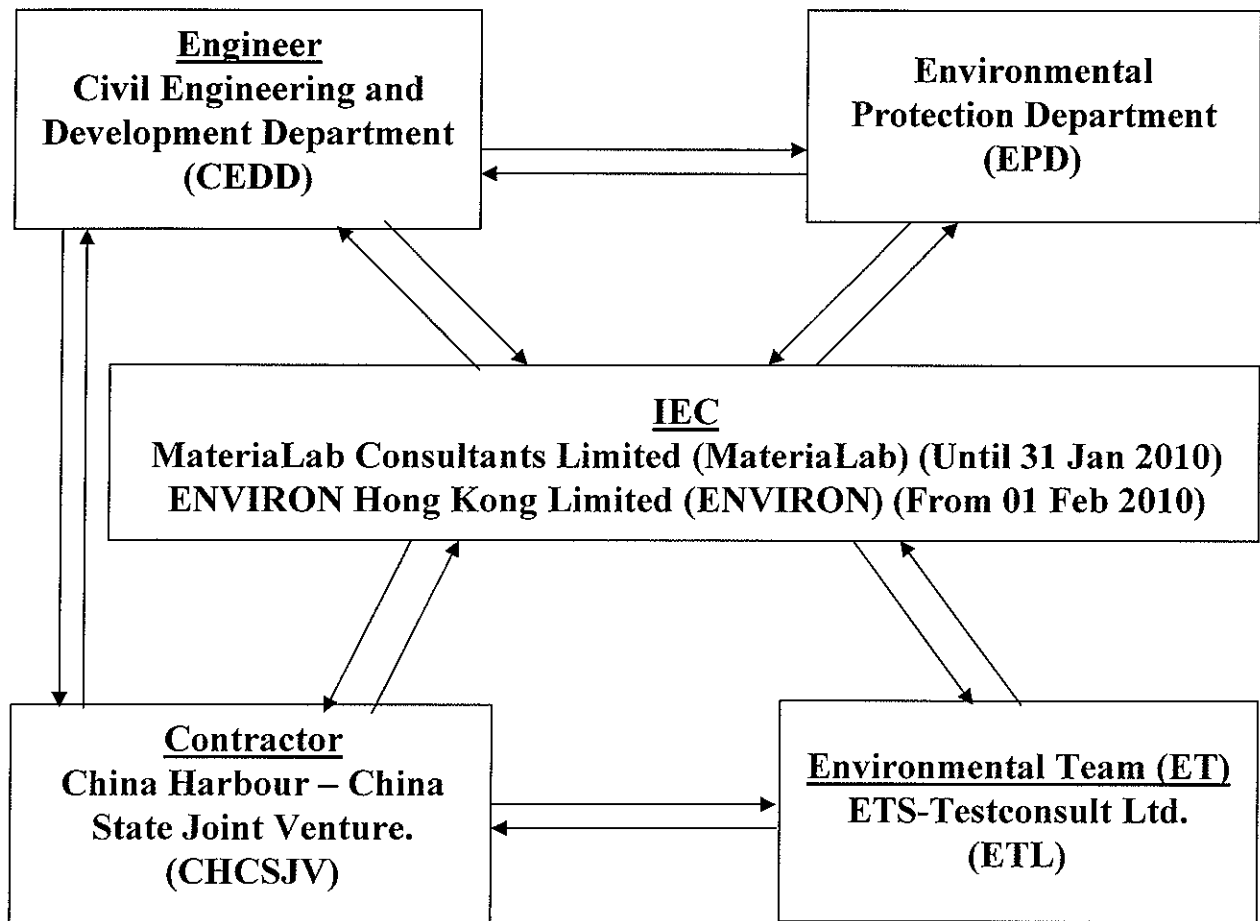 Engineer
Civil Engineering and
Development Department
(CEDD)
Environmental
Protection Department
(EPD)
IEC
MateriaLab Consultants Limited (MateriaLab) (Until 31 Jan 2010)
ENVIRON Hong Kong Limited (ENVIRON) (From 01 Feb 2010)
Contractor
China Harbour – China
State Joint Venture.
(CHCSJV)
Environmental Team (ET)
ETS-Testconsult Ltd.
(ETL)